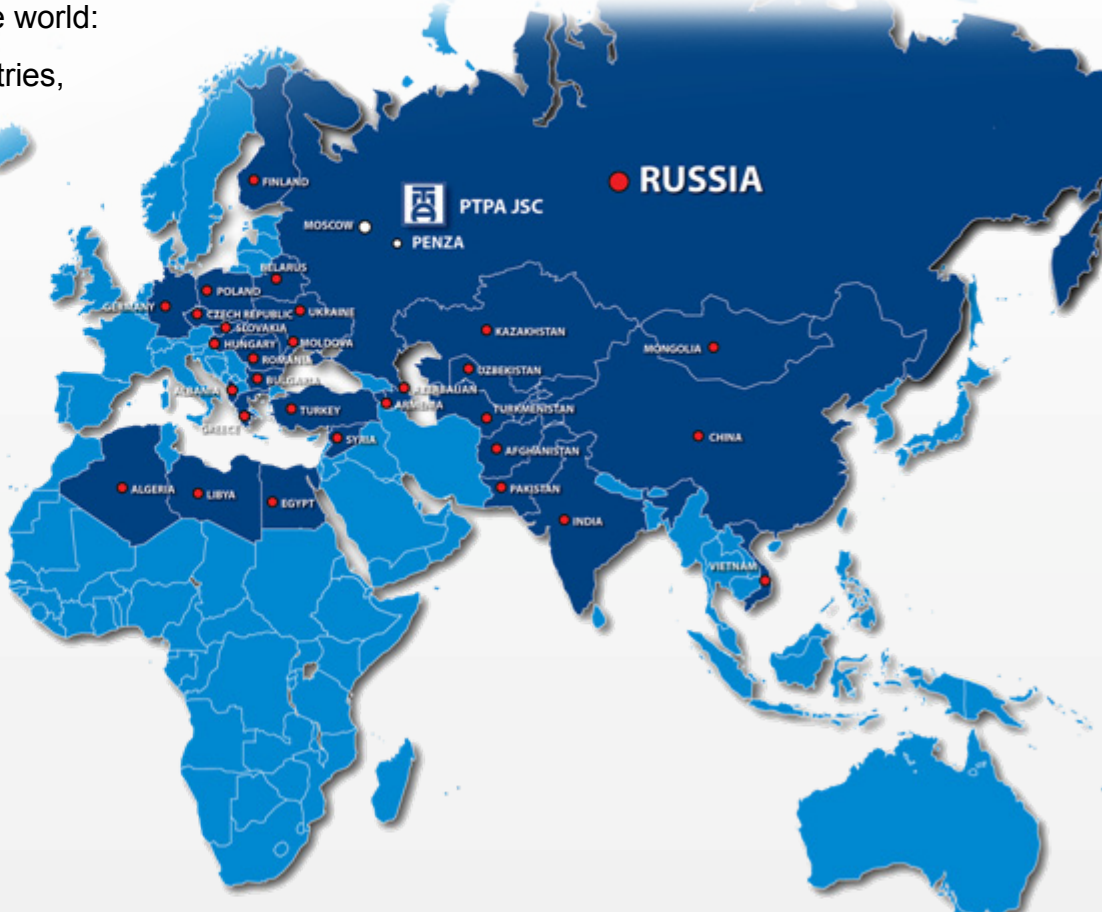 e world:
tries,
FINLAND
RUSSIA
PTPA JSC
MOSCOW
PENZA
BELARUS
POLAND
GERMANY
CZECH REPUBLIC
UKRAINE
SLOVAKIA
HUNGARY
MOLDOVA
ROMANIA
BULGARIA
ALBANIA
GREECE
TURKEY
SYRIA
KAZAKHSTAN
MONGOLIA
UZBEKISTAN
AZERBAIJAN
ARMENIA
TURKMENISTAN
CHINA
AFGHANISTAN
PAKISTAN
ALGERIA
LIBYA
EGYPT
INDIA
VIETNAM